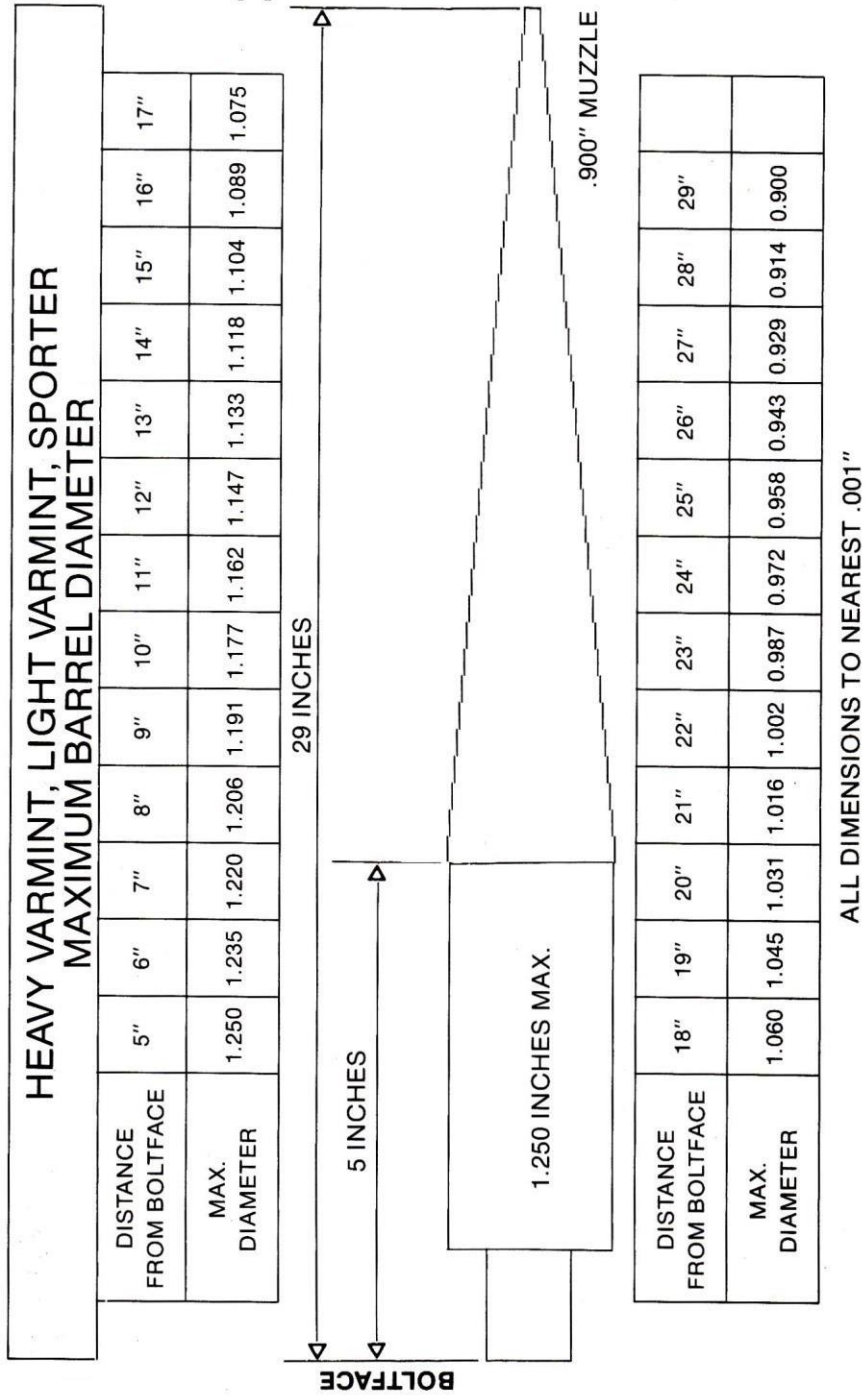 HEAVY VARMINT, LIGHT VARMINT, SPORTER
MAXIMUM BARREL DIAMETER
DISTANCE FROM BOLTFACE 5" 6" 7" 8" 9" 10" 11" 12" 13" 14" 15" 16" 17"
MAX. DIAMETER 1.250 1.235 1.220 1.206 1.191 1.177 1.162 1.147 1.133 1.118 1.104 1.089 1.075
29 INCHES
5 INCHES
BOLTFACE
1.250 INCHES MAX.
.900" MUZZLE
DISTANCE FROM BOLTFACE 18" 19" 20" 21" 22" 23" 24" 25" 26" 27" 28" 29"
MAX. DIAMETER 1.060 1.045 1.031 1.016 1.002 0.987 0.972 0.958 0.943 0.929 0.914 0.900
ALL DIMENSIONS TO NEAREST .001"